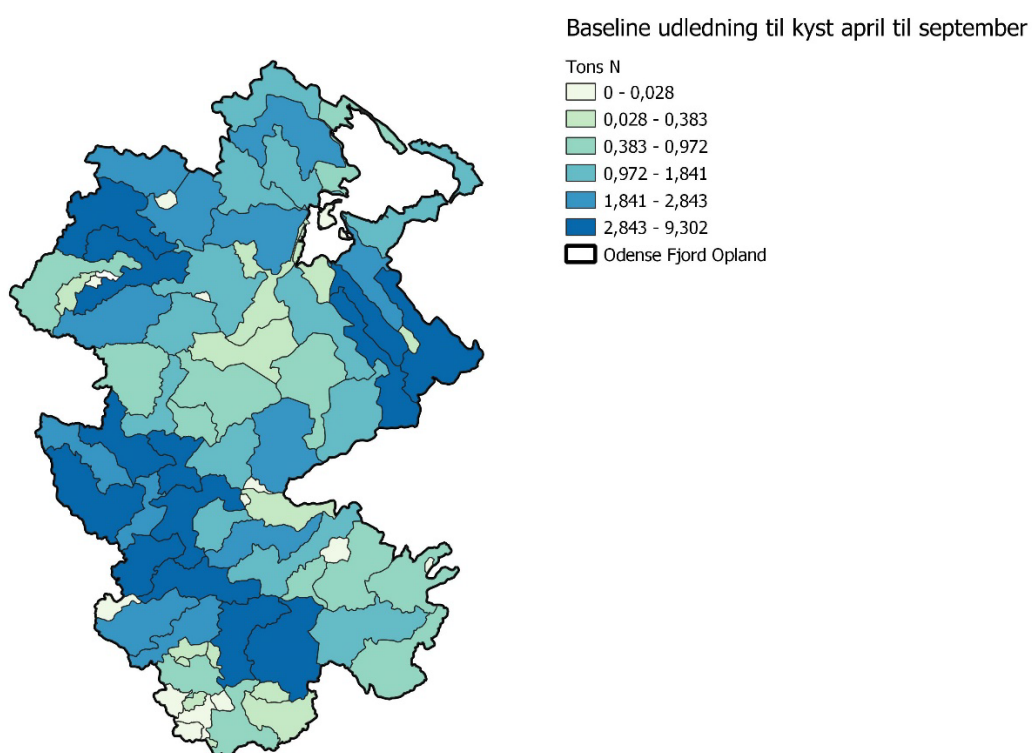 Baseline udledning til kyst april til september
Tons N
0 - 0,028
0,028 - 0,383
0,383 - 0,972
0,972 - 1,841
1,841 - 2,843
2,843 - 9,302
Odense Fjord Opland